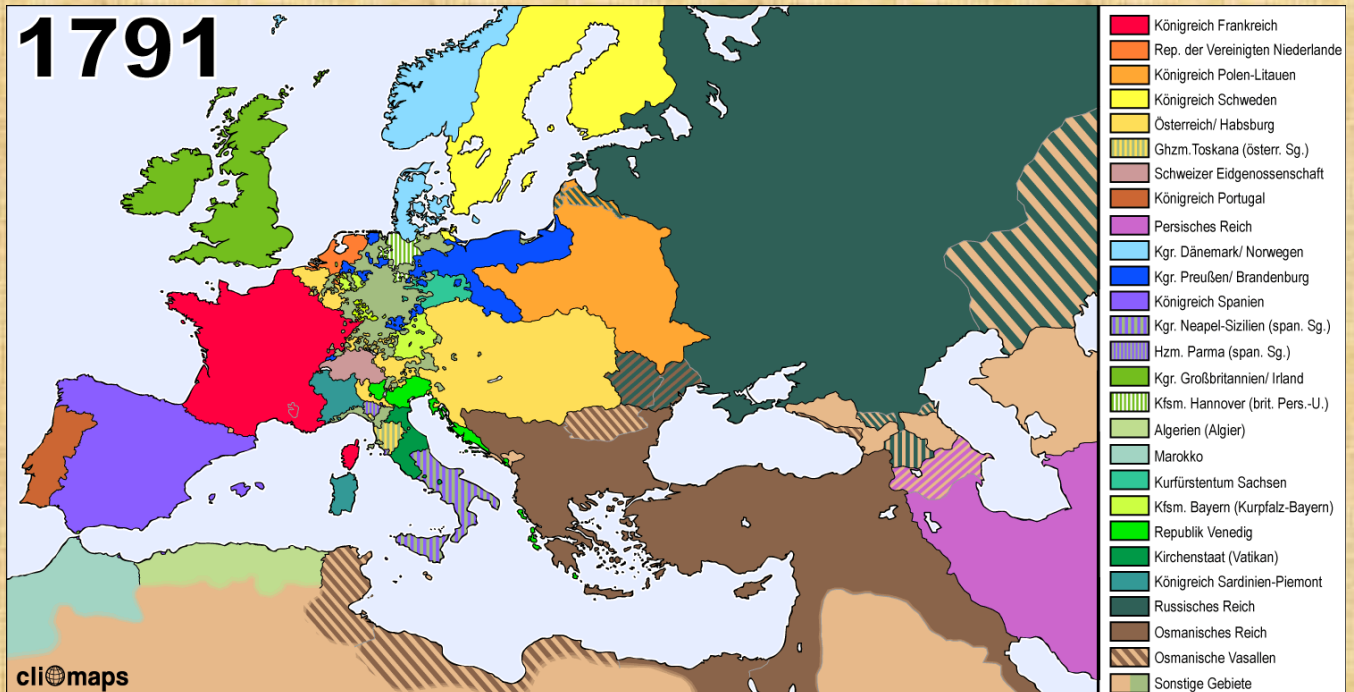 1791
Königreich Frankreich
Rep. der Vereinigten Niederlande
Königreich Polen-Litauen
Königreich Schweden
Österreich/ Habsburg
Ghzm.Toskana (österr. Sg.)
Schweizer Eidgenossenschaft
Königreich Portugal
Persisches Reich
Kgr. Dänemark/ Norwegen
Kgr. Preußen/ Brandenburg
Königreich Spanien
Kgr. Neapel-Sizilien (span. Sg.)
Hzm. Parma (span. Sg.)
Kgr. Großbritannien/ Irland
Kfsm. Hannover (brit. Pers.-U.)
Algerien (Algier)
Marokko
Kurfürstentum Sachsen
Kfsm. Bayern (Kurpfalz-Bayern)
Republik Venedig
Kirchenstaat (Vatikan)
Königreich Sardinien-Piemont
Russisches Reich
Osmanisches Reich
Osmanische Vasallen
Sonstige Gebiete
cliomaps